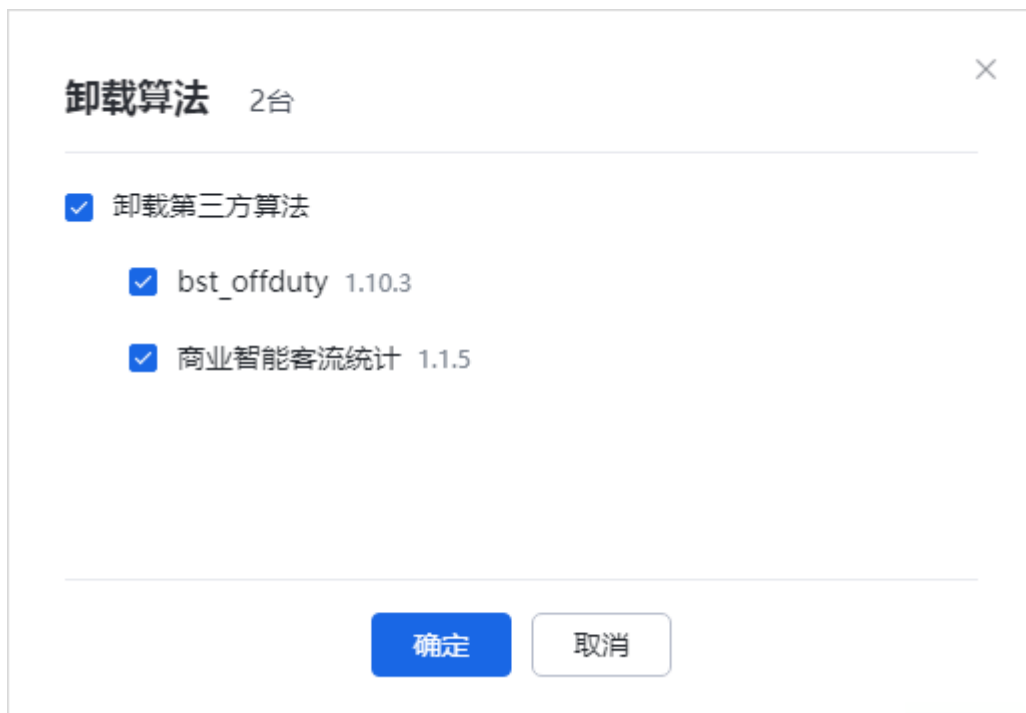 卸载算法 2台
卸载第三方算法
bst_offduty 1.10.3
商业智能客流统计 1.1.5
确定 取消